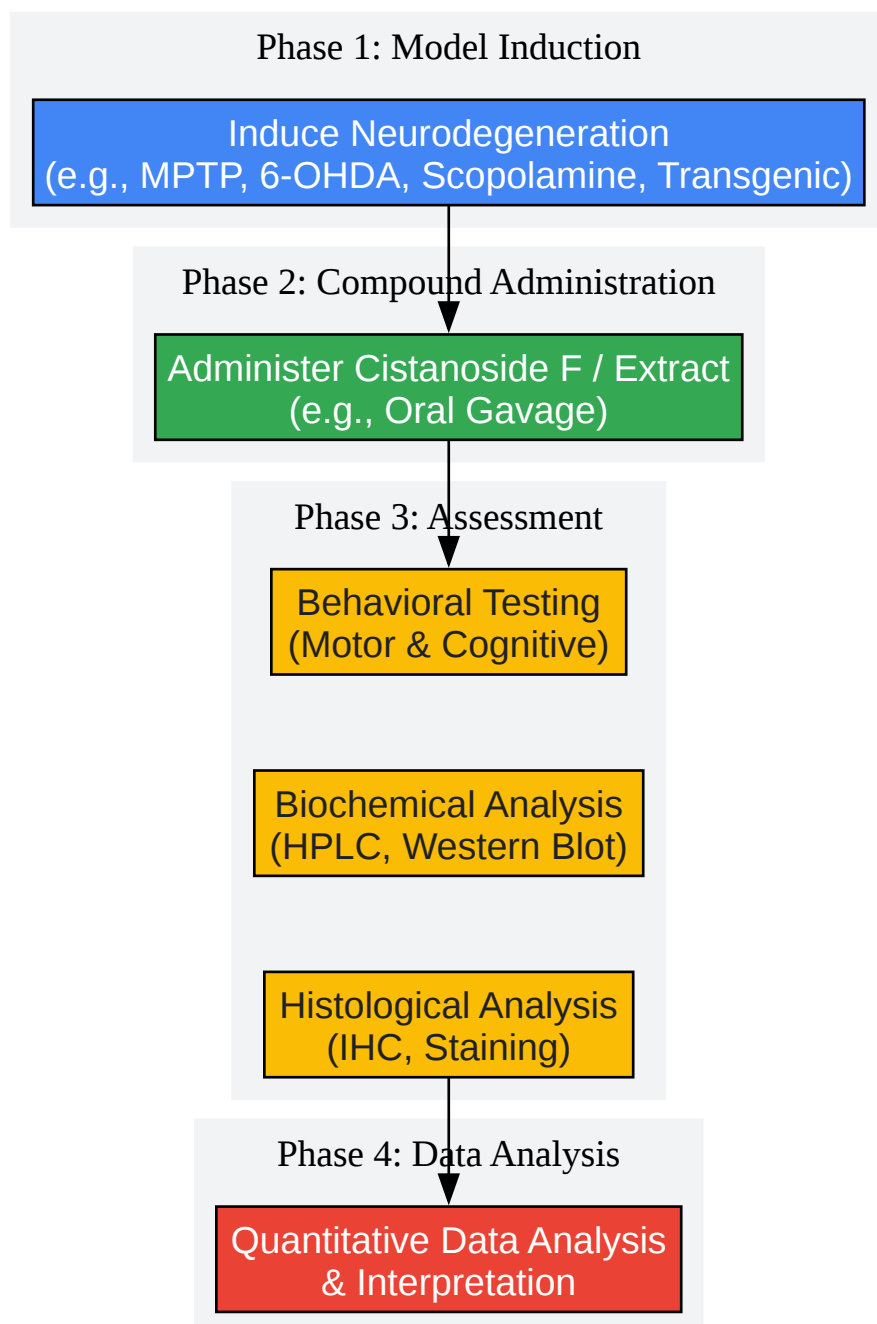 Phase 1: Model Induction
Induce Neurodegeneration
(e.g., MPTP, 6-OHDA, Scopolamine, Transgenic)
Phase 2: Compound Administration
Administer Cistanoside F / Extract
(e.g., Oral Gavage)
Phase 3: Assessment
Behavioral Testing
(Motor & Cognitive)
Biochemical Analysis
(HPLC, Western Blot)
Histological Analysis
(IHC, Staining)
Phase 4: Data Analysis
Quantitative Data Analysis
& Interpretation